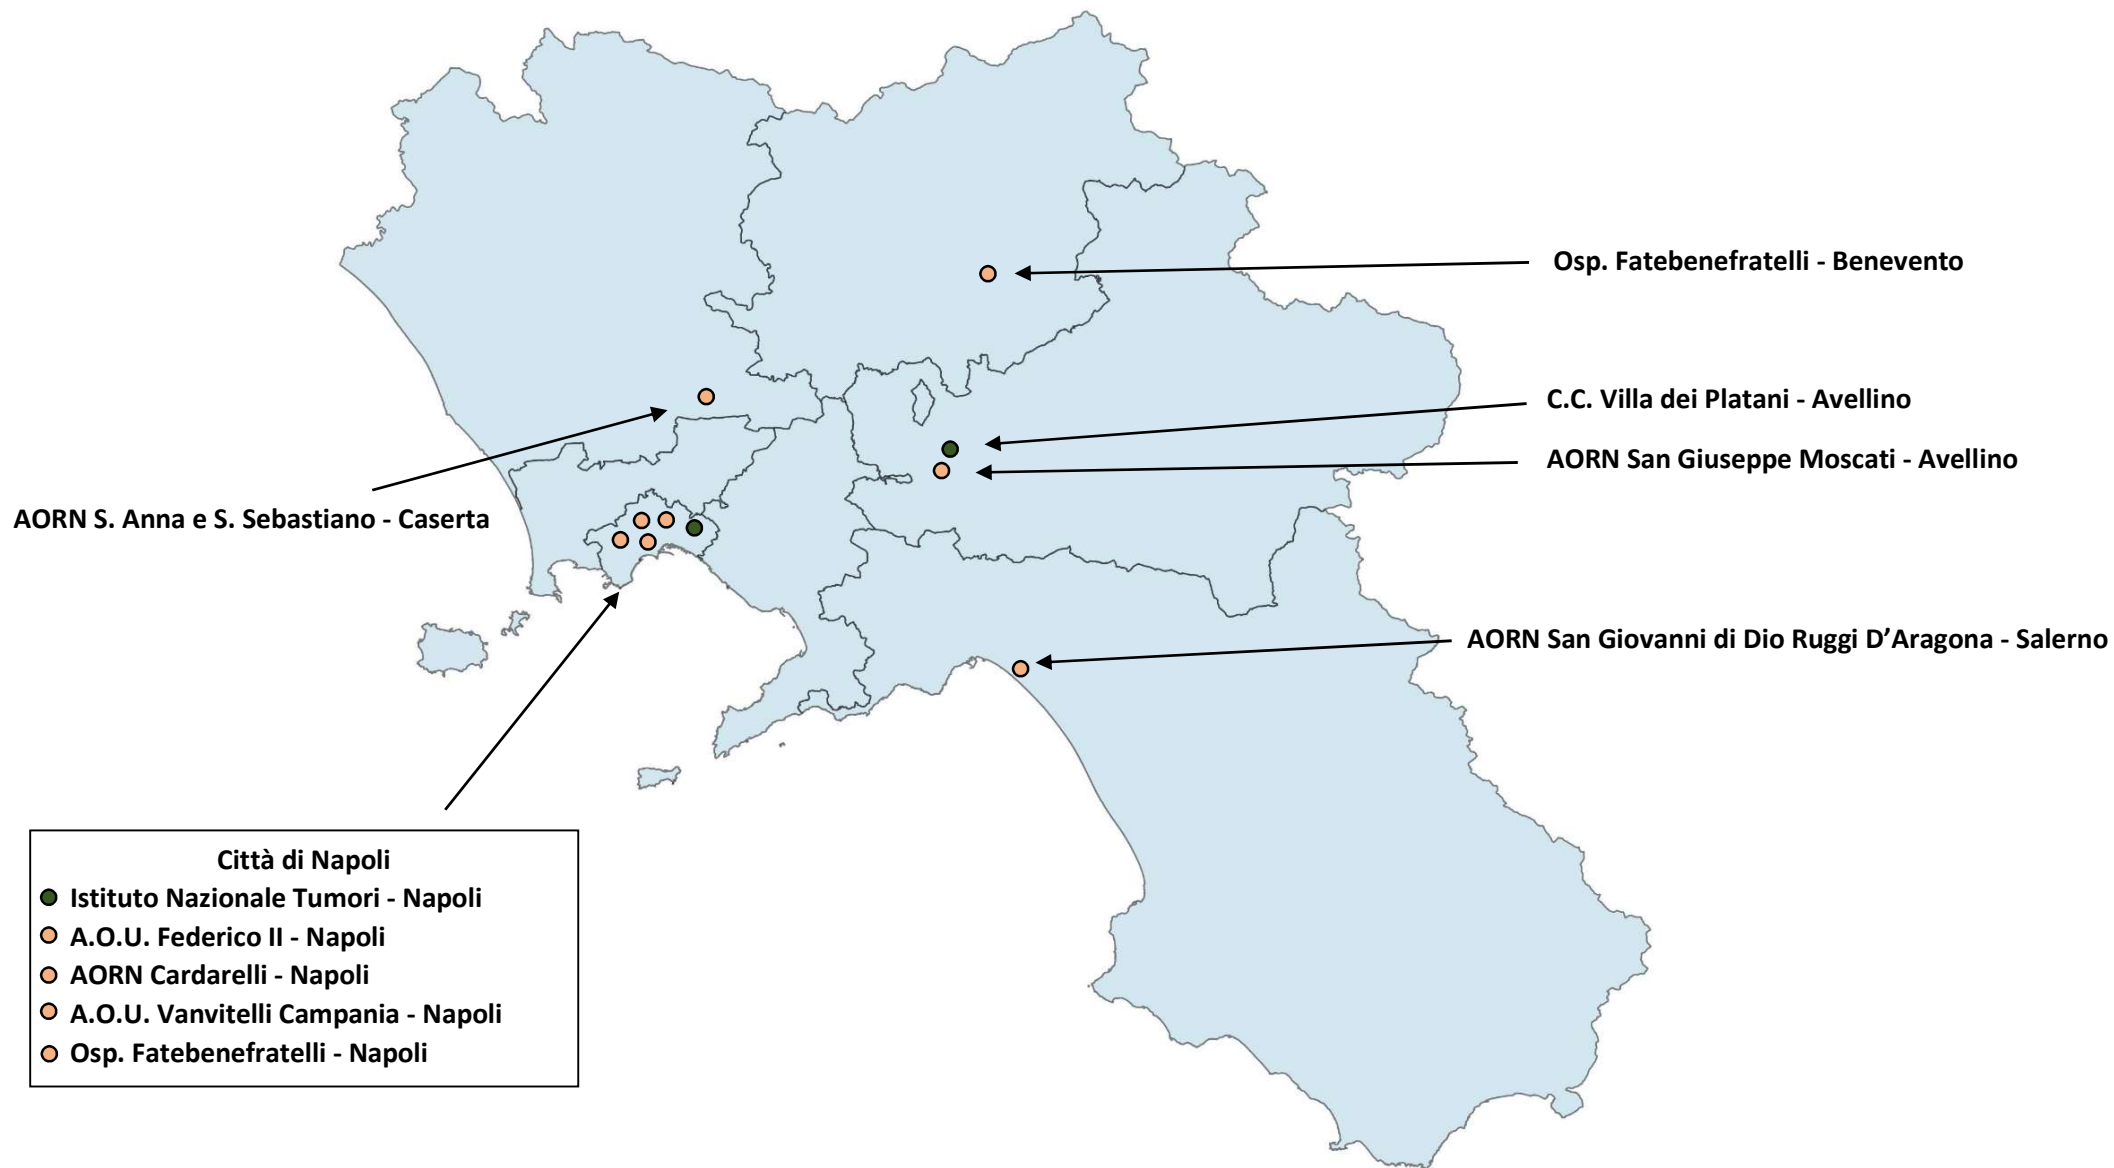 Osp. Fatebenefratelli - Benevento
C.C. Villa dei Platani - Avellino
AORN San Giuseppe Moscati - Avellino
AORN S. Anna e S. Sebastiano - Caserta
AORN San Giovanni di Dio Ruggi D’Aragona - Salerno
Città di Napoli
Istituto Nazionale Tumori - Napoli
A.O.U. Federico II - Napoli
AORN Cardarelli - Napoli
A.O.U. Vanvitelli Campania - Napoli
Osp. Fatebenefratelli - Napoli